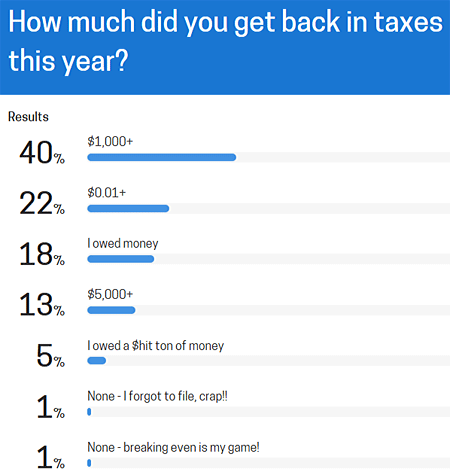 How much did you get back in taxes
this year?
Results
40% $1,000+
22% $0.01+
18% I owed money
13% $5,000+
5% I owed a $hit ton of money
1% None - I forgot to file, crap!!
1% None - breaking even is my game!